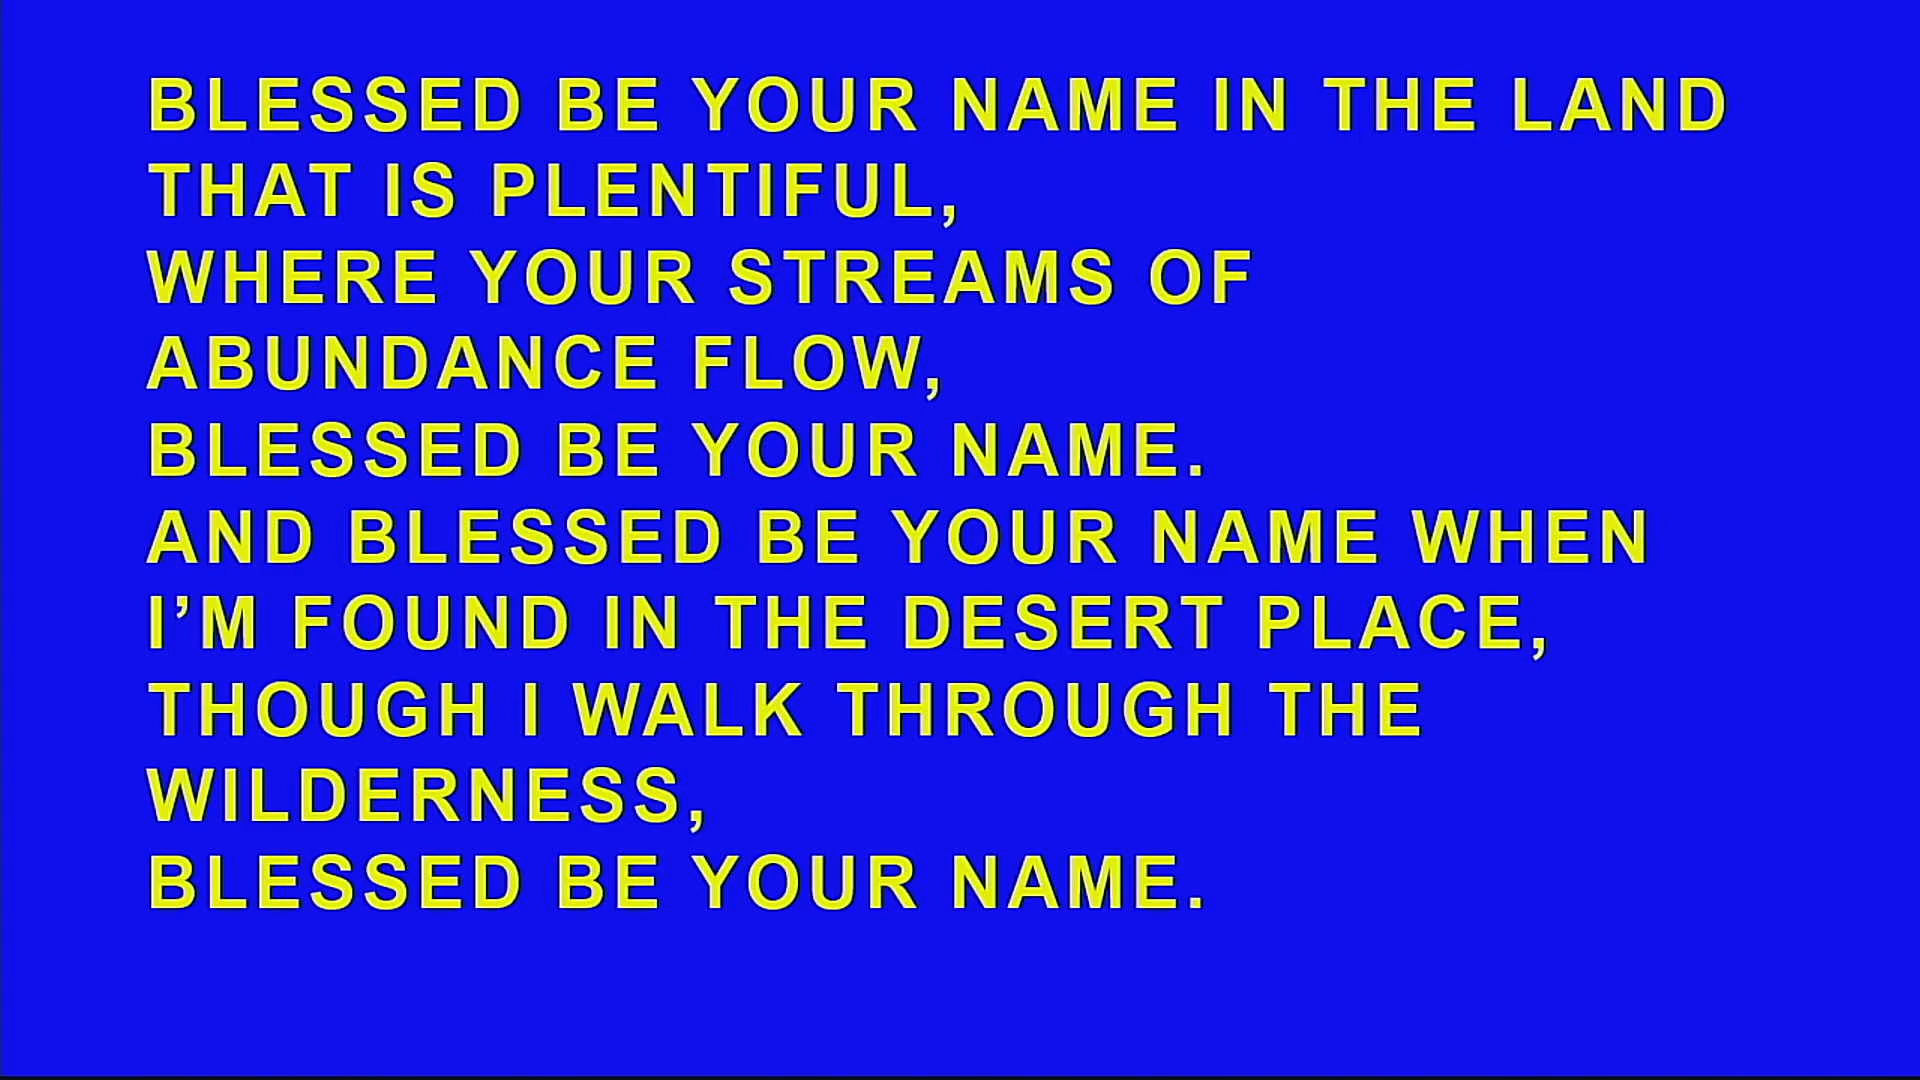 BLESSED BE YOUR NAME IN THE LAND
THAT IS PLENTIFUL,
WHERE YOUR STREAMS OF
ABUNDANCE FLOW,
BLESSED BE YOUR NAME.
AND BLESSED BE YOUR NAME WHEN
I’M FOUND IN THE DESERT PLACE,
THOUGH I WALK THROUGH THE
WILDERNESS,
BLESSED BE YOUR NAME.